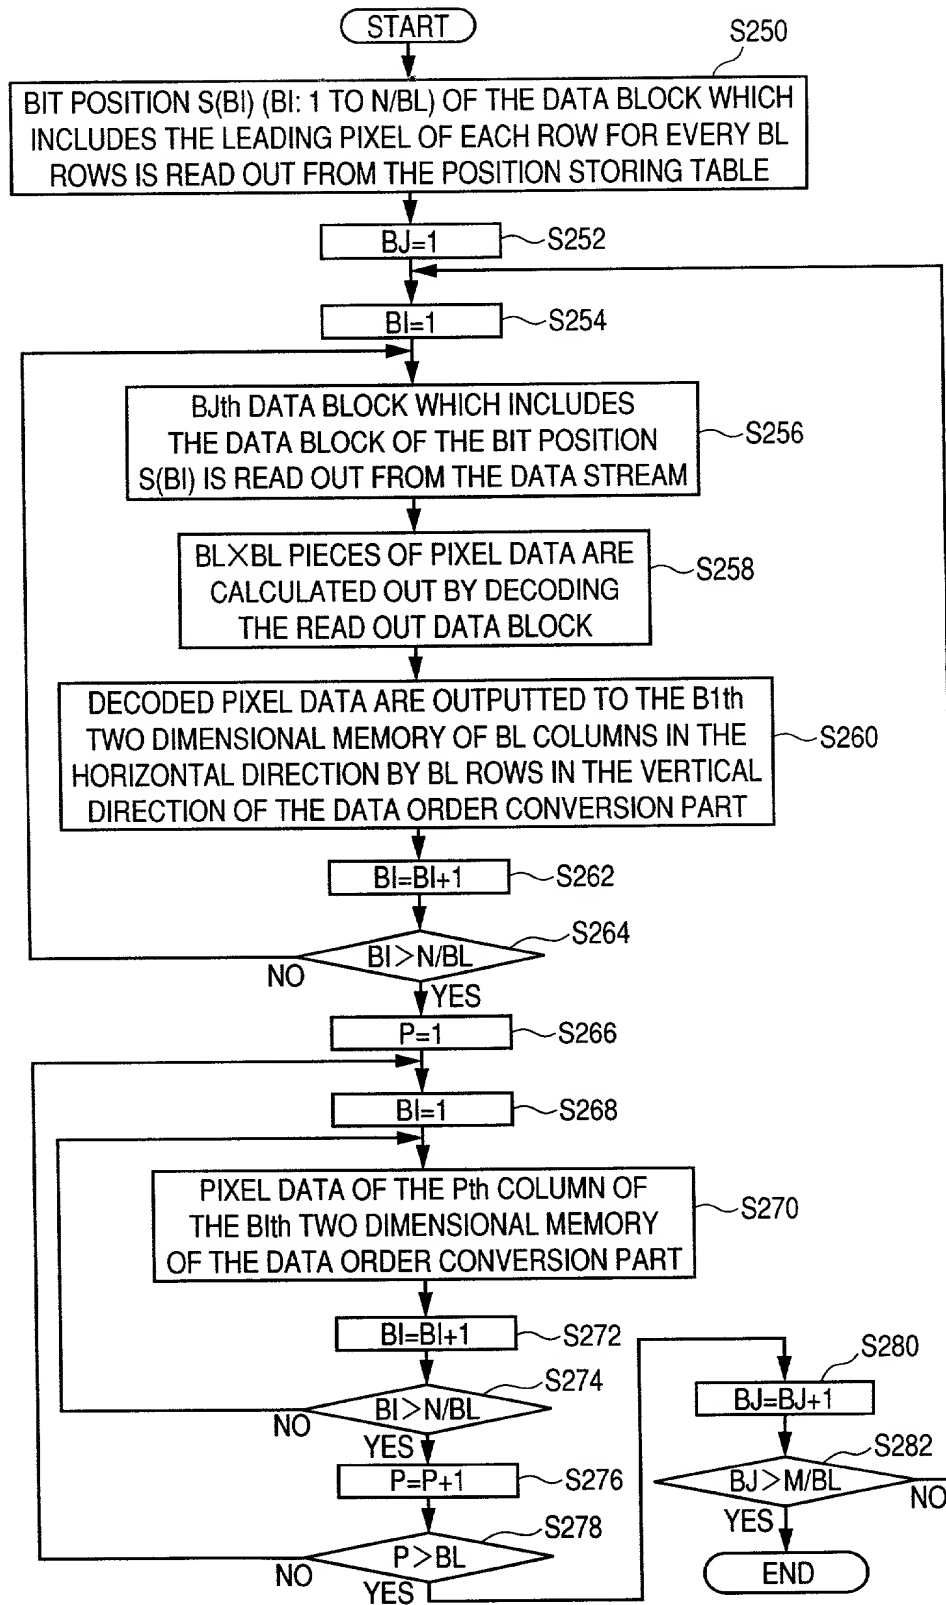 START
S250
BIT POSITION S(BI) (BI: 1 TO N/BL) OF THE DATA BLOCK WHICH
INCLUDES THE LEADING PIXEL OF EACH ROW FOR EVERY BL
ROWS IS READ OUT FROM THE POSITION STORING TABLE
BJ=1
S252
BI=1
S254
BJth DATA BLOCK WHICH INCLUDES
THE DATA BLOCK OF THE BIT POSITION
S(BI) IS READ OUT FROM THE DATA STREAM
S256
BL×BL PIECES OF PIXEL DATA ARE
CALCULATED OUT BY DECODING
THE READ OUT DATA BLOCK
S258
DECODED PIXEL DATA ARE OUTPUTTED TO THE B1th
TWO DIMENSIONAL MEMORY OF BL COLUMNS IN THE
HORIZONTAL DIRECTION BY BL ROWS IN THE VERTICAL
DIRECTION OF THE DATA ORDER CONVERSION PART
S260
BI=BI+1
S262
BI>N/BL
S264
NO
YES
P=1
S266
BI=1
S268
PIXEL DATA OF THE Pth COLUMN OF
THE BIth TWO DIMENSIONAL MEMORY
OF THE DATA ORDER CONVERSION PART
S270
BI=BI+1
S272
BI>N/BL
S274
NO
YES
P=P+1
S276
P>BL
S278
NO
YES
BJ=BJ+1
S280
BJ>M/BL
S282
NO
YES
END